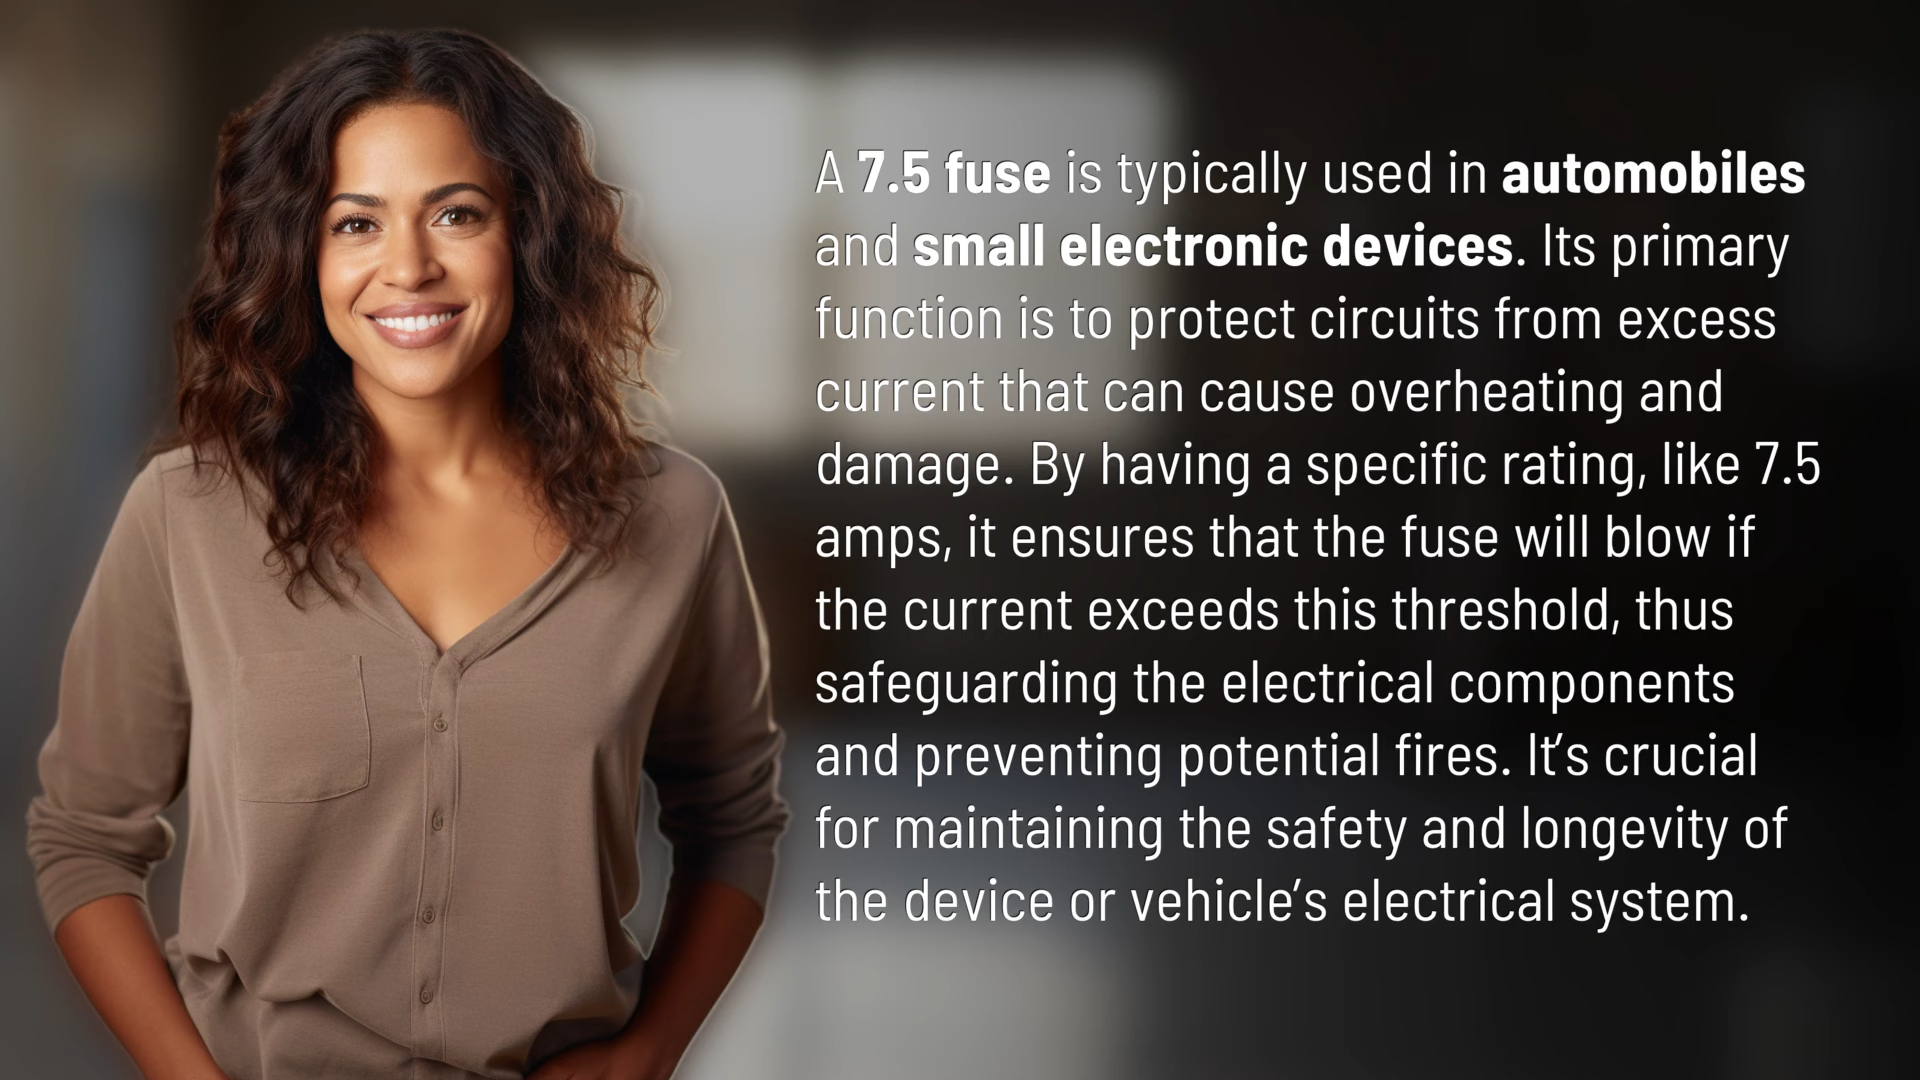 A 7.5 fuse is typically used in automobiles
and small electronic devices. Its primary
function is to protect circuits from excess
current that can cause overheating and
damage. By having a specific rating, like 7.5
amps, it ensures that the fuse will blow if
the current exceeds this threshold, thus
safeguarding the electrical components
and preventing potential fires. It’s crucial
for maintaining the safety and longevity of
the device or vehicle’s electrical system.